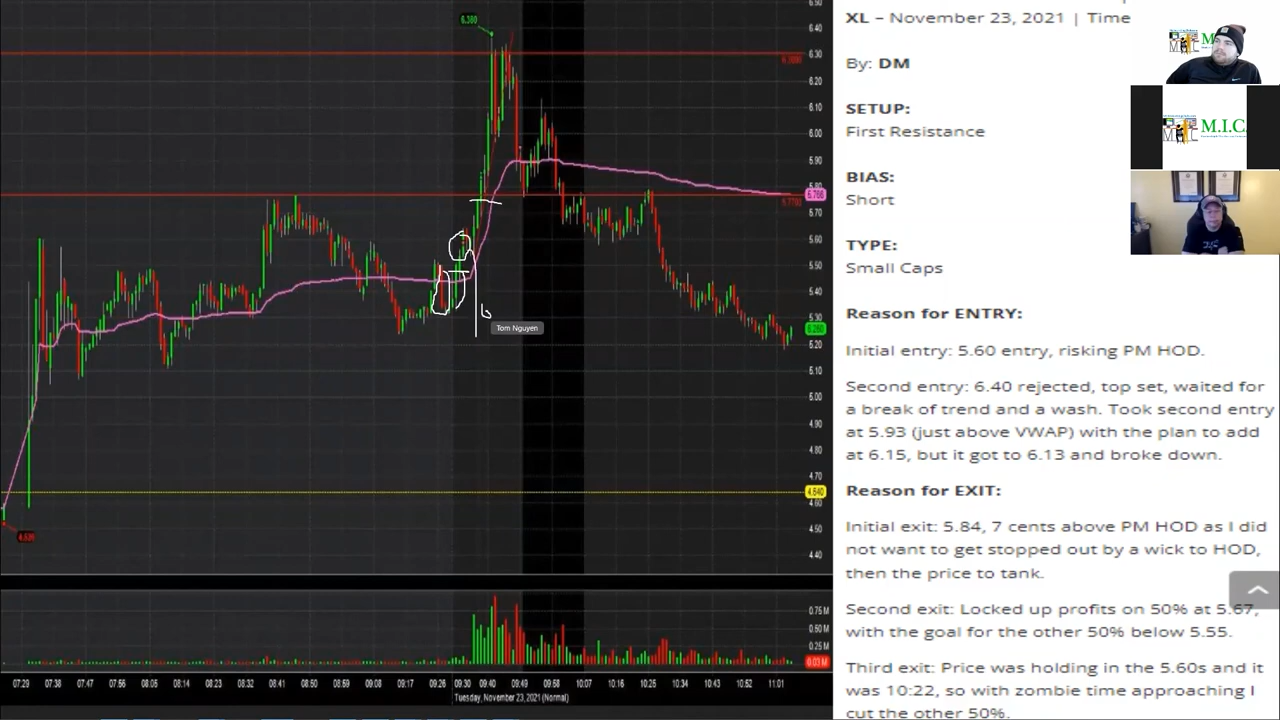 XL – November 23, 2021 | Time
By: DM
SETUP:
First Resistance
BIAS:
Short
TYPE:
Small Caps
Reason for ENTRY:
Initial entry: 5.60 entry, risking PM HOD.
Second entry: 6.40 rejected, top set, waited for
a break of trend and a wash. Took second entry
at 5.93 (just above VWAP) with the plan to add
at 6.15, but it got to 6.13 and broke down.
Reason for EXIT:
Initial exit: 5.84, 7 cents above PM HOD as I did
not want to get stopped out by a wick to HOD,
then the price to tank.
Second exit: Locked up profits on 50% at 5.67,
with the goal for the other 50% below 5.55.
Third exit: Price was holding in the 5.60s and it
was 10:22, so with zombie time approaching I
cut the other 50%.
M.I.C.
6.380
Tom Nguyen
6.30
6.20
6.10
6.00
5.90
5.80
5.766
5.70
5.60
5.50
5.40
5.30
5.20
5.10
5.00
4.90
4.80
4.70
4.640
4.60
4.50
4.40
0.75M
0.50M
0.25M
0.03M
07:29 07:38 07:47 07:56 08:05 08:14 08:23 08:32 08:41 08:50 08:59 09:08 09:17 09:26 09:30 09:40 09:49 09:58 10:07 10:16 10:25 10:34 10:43 10:52 11:01
Tuesday, November 23, 2021 (Normal)